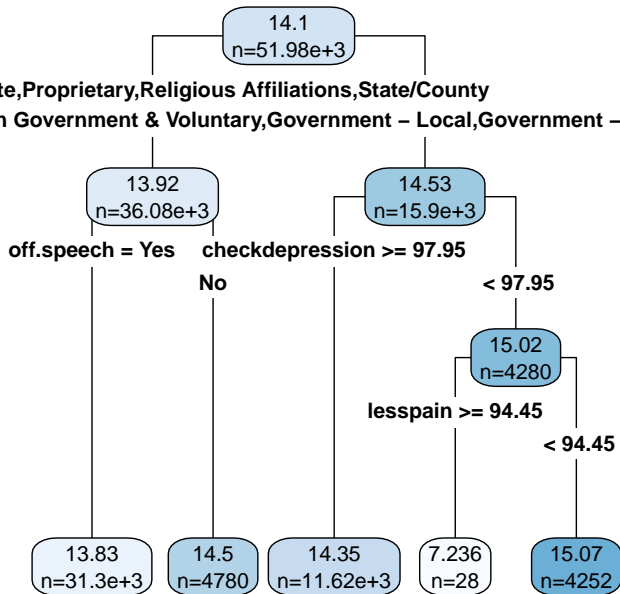 14.1
n=51.98e+3
te,Proprietary,Religious Affiliations,State/County
n Government & Voluntary,Government – Local,Government –
13.92
n=36.08e+3
14.53
n=15.9e+3
off.speech = Yes
checkdepression >= 97.95
No
< 97.95
15.02
n=4280
lesspain >= 94.45
< 94.45
13.83
n=31.3e+3
14.5
n=4780
14.35
n=11.62e+3
7.236
n=28
15.07
n=4252